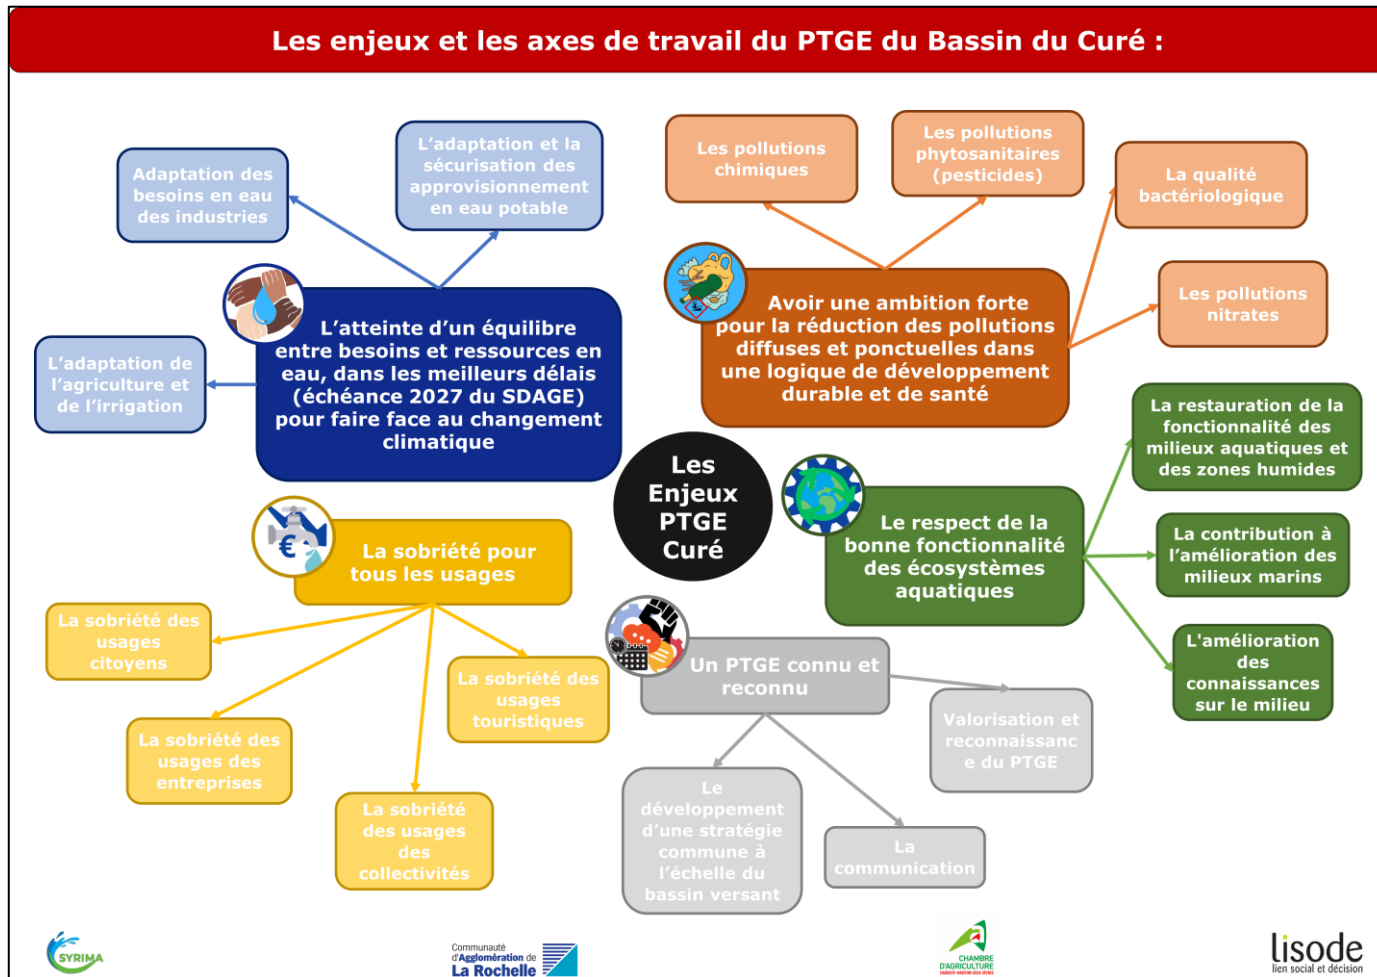 Les enjeux et les axes de travail du PTGE du Bassin du Curé :
Adaptation des
besoins en eau
des industries
L'adaptation et la
sécurisation des
approvisionnement
en eau potable
L'adaptation de
l'agriculture et
de l'irrigation
L'atteinte d'un équilibre
entre besoins et ressources en
eau, dans les meilleurs délais
(échéance 2027 du SDAGE)
pour faire face au changement
climatique
Les pollutions
chimiques
Les pollutions
phytosanitaires
(pesticides)
La qualité
bactériologique
Les pollutions
nitrates
Avoir une ambition forte
pour la réduction des pollutions
diffuses et ponctuelles dans
une logique de développement
durable et de santé
Les
Enjeux
PTGE
Curé
La restauration de la
fonctionnalité des
milieux aquatiques et
des zones humides
La contribution à
l'amélioration des
milieux marins
L'amélioration
des
connaissances
sur le milieu
Le respect de la
bonne fonctionnalité
des écosystèmes
aquatiques
€
La sobriété pour
tous les usages
La sobriété des
usages
citoyens
La sobriété des
usages des
entreprises
La sobriété
des usages
des
collectivités
La sobriété des
usages
touristiques
Un PTGE connu et
reconnu
Valorisation et
reconnaissanc
e du PTGE
Le
développement
d'une stratégie
commune à
l'échelle du
bassin versant
La
communication
SYRIMA
Communauté
d'Agglomération de
La Rochelle
CHAMBRE
D'AGRICULTURE
CHARENTE-MARITIME DEUX-SÈVRES
lisode
lien social et décision